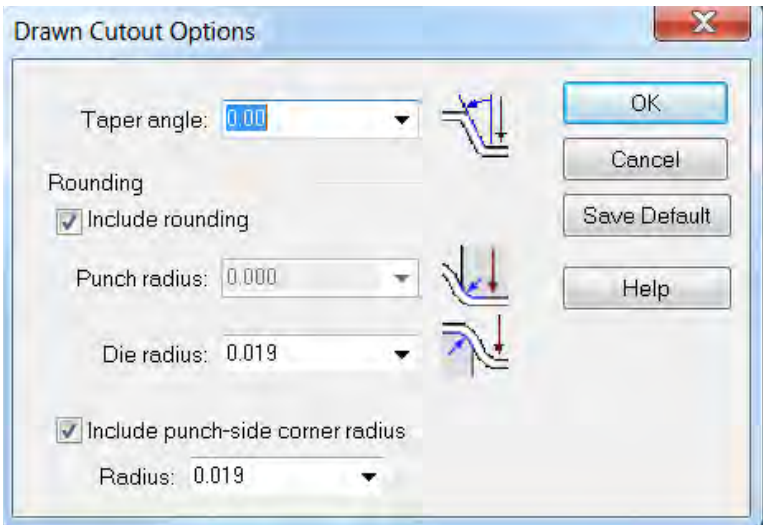 Drawn Cutout Options
Taper angle: 0.00
OK
Cancel
Rounding
Include rounding
Save Default
Punch radius: 0.000
Help
Die radius: 0.019
Include punch-side corner radius
Radius: 0.019